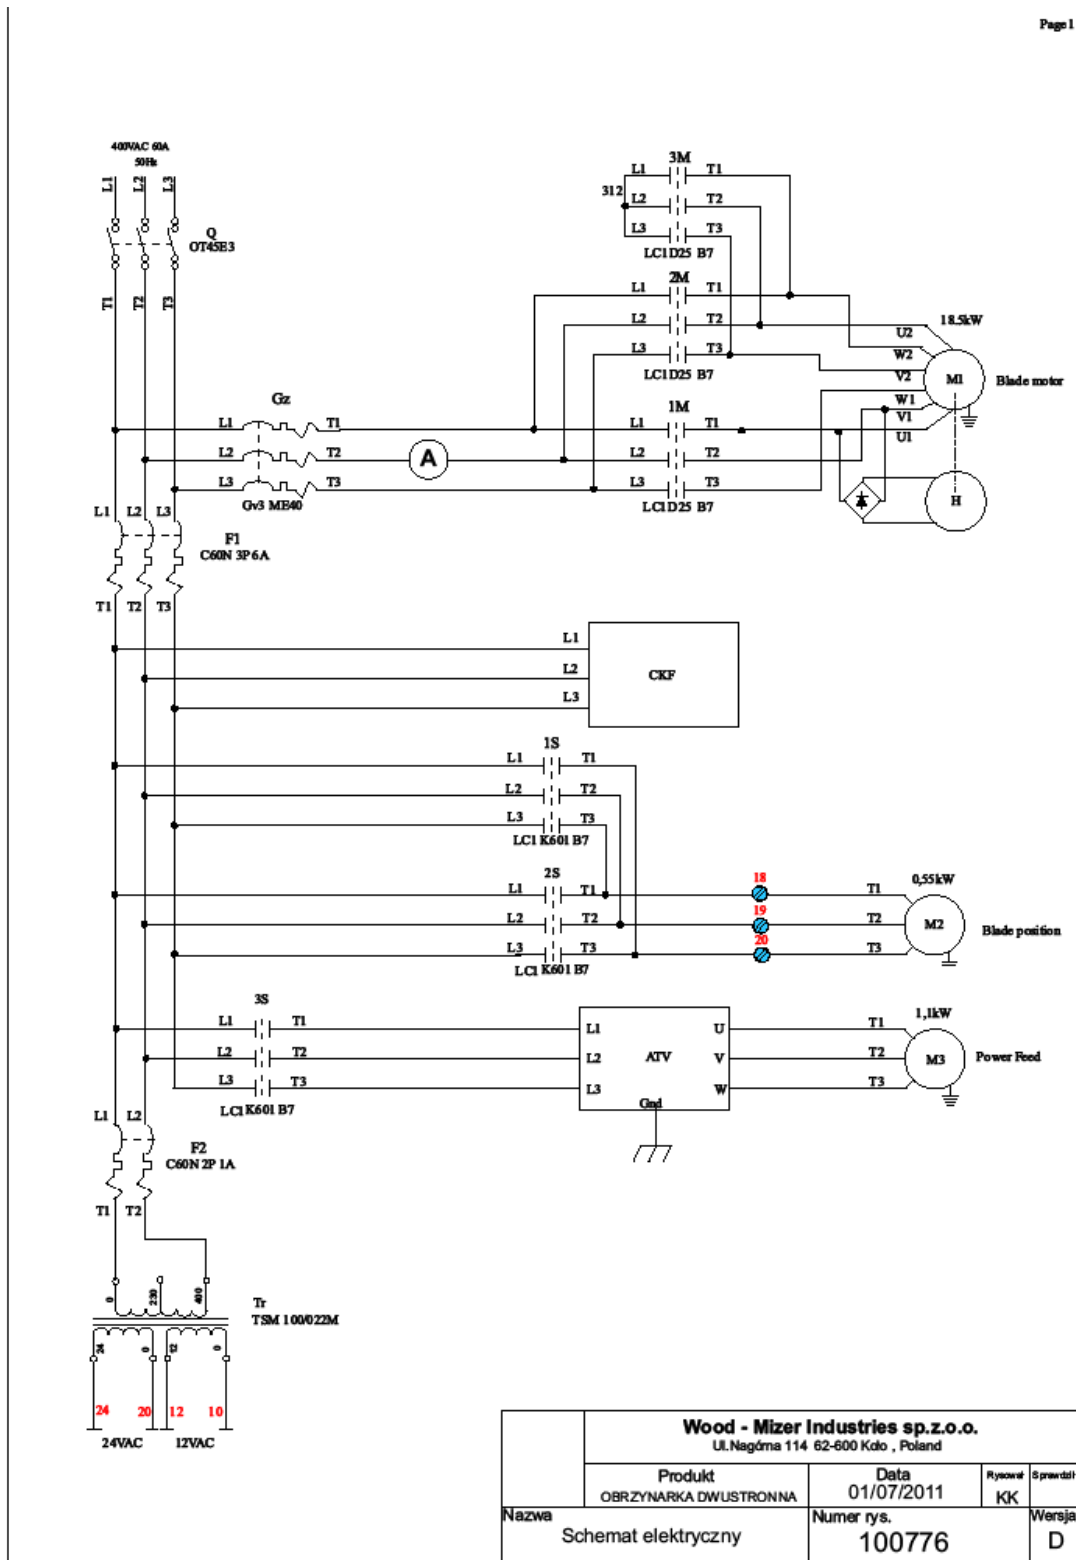 Page 1
400VAC 60A
50Hz
L1 L2 L3
Q
OT45E3
T1 T2 T3
3M
L1 T1
312
L2 T2
L3 T3
LC1D25 B7
2M
L1 T1
L2 T2
L3 T3
LC1D25 B7
18.5kW
U2
W2
V2
W1
V1
U1
M1
Blade motor
H
Gz
L1 T1
L2 T2
A
L3 T3
Gv3 ME40
1M
L1 T1
L2 T2
L3 T3
LC1D25 B7
L1 L2 L3
F1
C60N 3P 6A
T1 T2 T3
L1
L2
L3
CKF
1S
L1 T1
L2 T2
L3 T3
LC1 K601 B7
2S
L1 T1
L2 T2
L3 T3
LC1 K601 B7
18
19
20
0,55kW
T1
T2
T3
M2
Blade position
3S
L1 T1
L2 T2
L3 T3
LC1 K601 B7
L1 U
L2 ATV V
L3 W
Gnd
1,1kW
T1
T2
T3
M3
Power Feed
L1 L2
F2
C60N 2P 1A
T1 T2
0 230 400
Tr
TSM 100/022M
24 0 12 0
24 20 12 10
24VAC 12VAC
Wood - Mizer Industries sp.z.o.o.
Ul.Nagórna 114 62-600 Koło , Poland
Produkt
OBRZYNARKA DWUSTRONNA
Data
01/07/2011
Rysował
KK
Sprawdził
Nazwa
Schemat elektryczny
Numer rys.
100776
Wersja
D